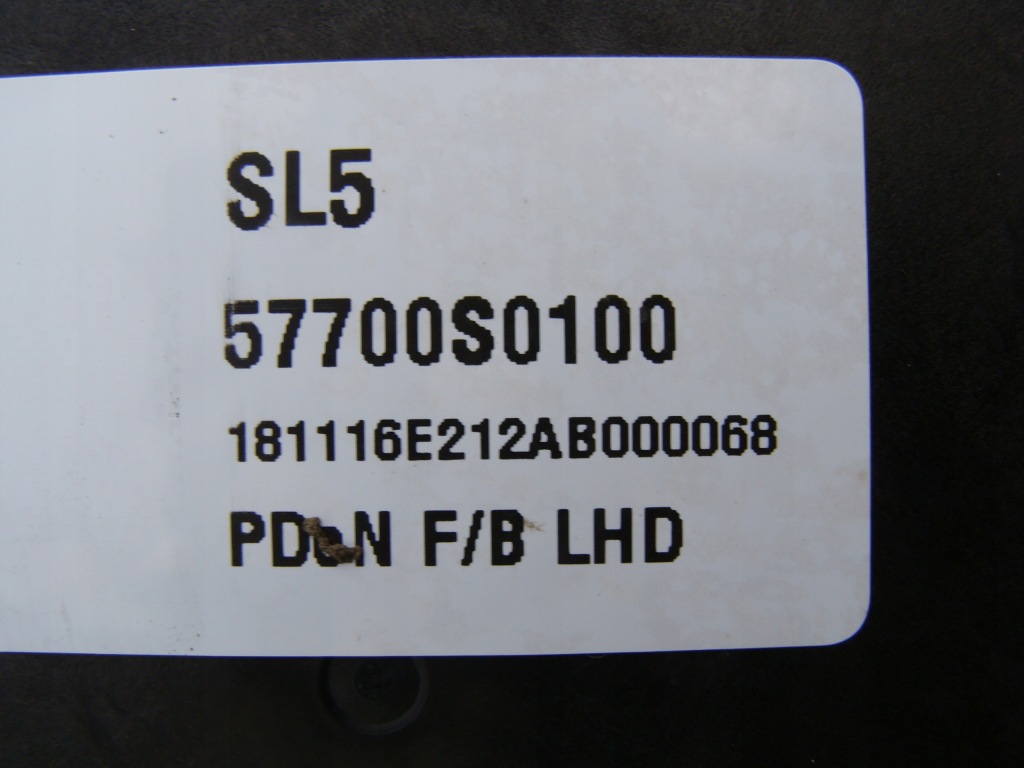 SL5
57700S0100
181116E212AB000068
F/B LHD